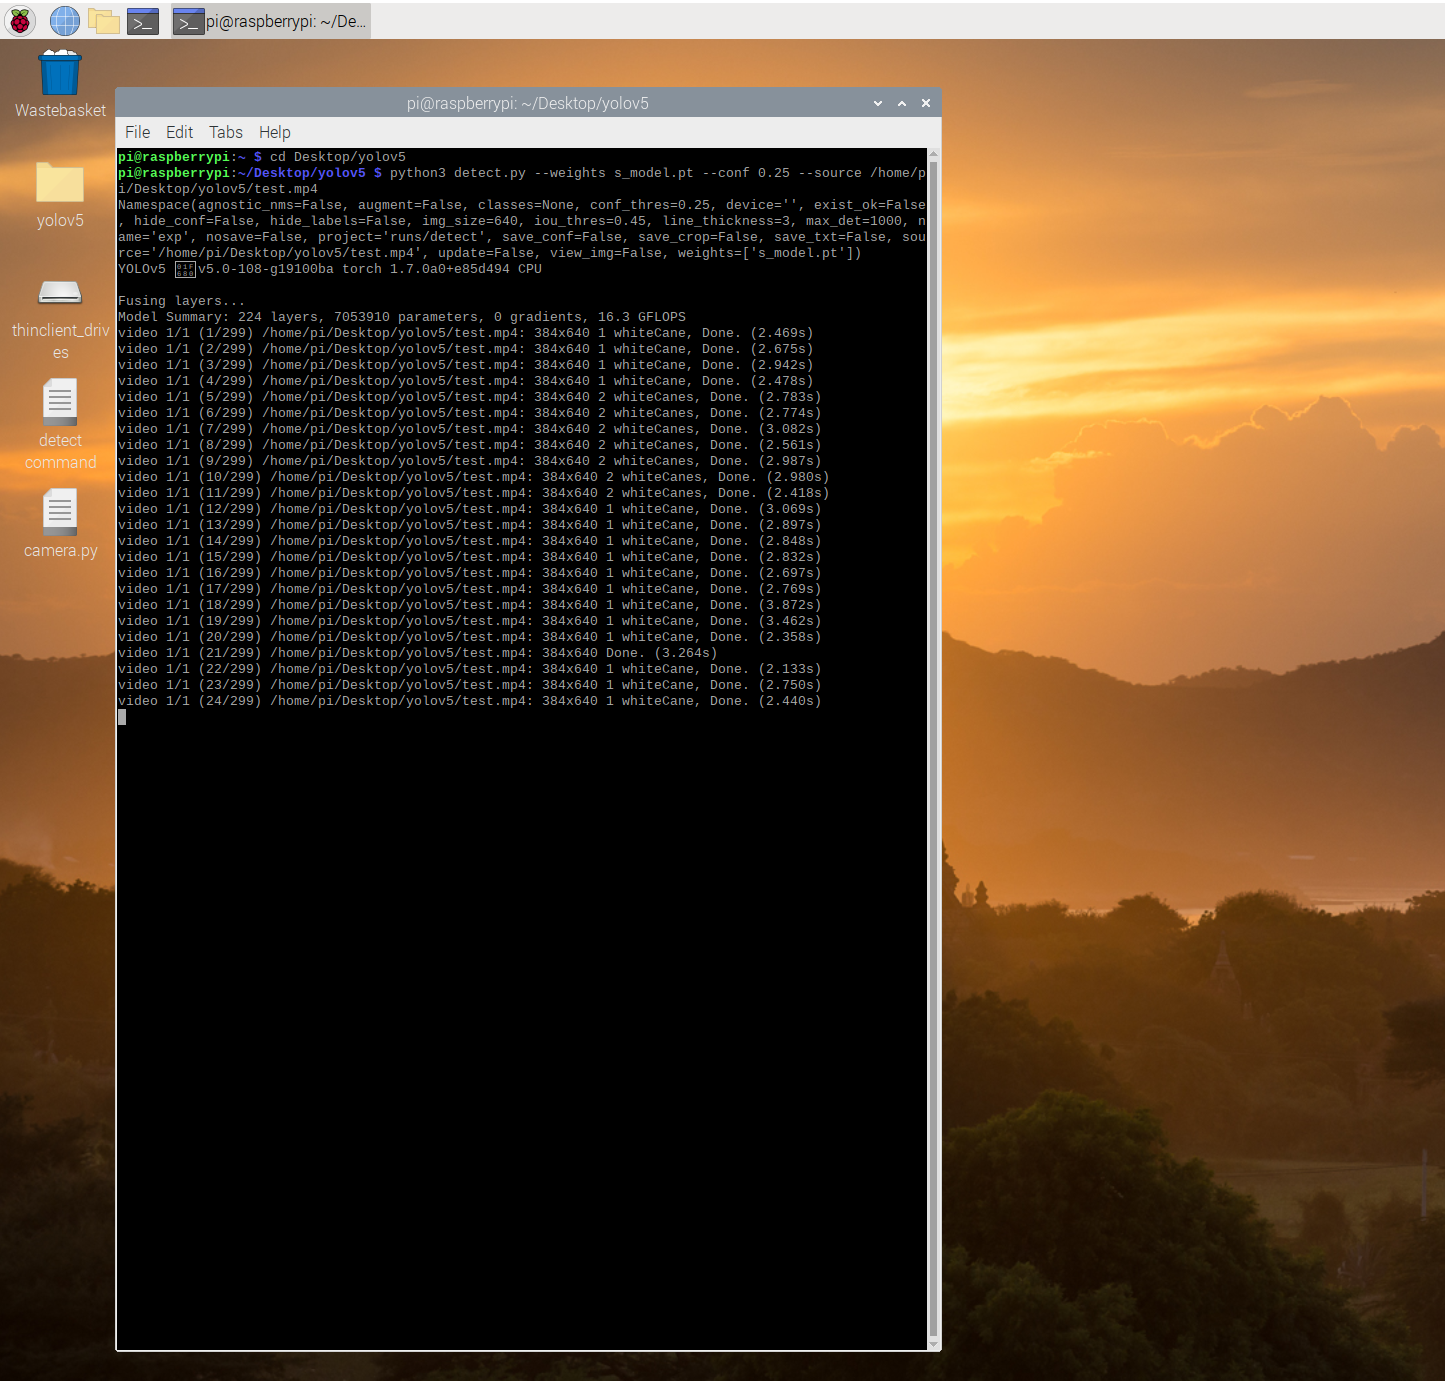 pi@raspberrypi: ~/De...
Wastebasket
yolov5
thinclient_driv
es
detect
command
camera.py
pi@raspberrypi: ~/Desktop/yolov5
File Edit Tabs Help
pi@raspberrypi:~ $ cd Desktop/yolov5
pi@raspberrypi:~/Desktop/yolov5 $ python3 detect.py --weights s_model.pt --conf 0.25 --source /home/p
i/Desktop/yolov5/test.mp4
Namespace(agnostic_nms=False, augment=False, classes=None, conf_thres=0.25, device='', exist_ok=False
, hide_conf=False, hide_labels=False, img_size=640, iou_thres=0.45, line_thickness=3, max_det=1000, n
ame='exp', nosave=False, project='runs/detect', save_conf=False, save_crop=False, save_txt=False, sou
rce='/home/pi/Desktop/yolov5/test.mp4', update=False, view_img=False, weights=['s_model.pt'])
YOLOv5 🚀v5.0-108-g19100ba torch 1.7.0a0+e85d494 CPU
Fusing layers...
Model Summary: 224 layers, 7053910 parameters, 0 gradients, 16.3 GFLOPS
video 1/1 (1/299) /home/pi/Desktop/yolov5/test.mp4: 384x640 1 whiteCane, Done. (2.469s)
video 1/1 (2/299) /home/pi/Desktop/yolov5/test.mp4: 384x640 1 whiteCane, Done. (2.675s)
video 1/1 (3/299) /home/pi/Desktop/yolov5/test.mp4: 384x640 1 whiteCane, Done. (2.942s)
video 1/1 (4/299) /home/pi/Desktop/yolov5/test.mp4: 384x640 1 whiteCane, Done. (2.478s)
video 1/1 (5/299) /home/pi/Desktop/yolov5/test.mp4: 384x640 2 whiteCanes, Done. (2.783s)
video 1/1 (6/299) /home/pi/Desktop/yolov5/test.mp4: 384x640 2 whiteCanes, Done. (2.774s)
video 1/1 (7/299) /home/pi/Desktop/yolov5/test.mp4: 384x640 2 whiteCanes, Done. (3.082s)
video 1/1 (8/299) /home/pi/Desktop/yolov5/test.mp4: 384x640 2 whiteCanes, Done. (2.561s)
video 1/1 (9/299) /home/pi/Desktop/yolov5/test.mp4: 384x640 2 whiteCanes, Done. (2.987s)
video 1/1 (10/299) /home/pi/Desktop/yolov5/test.mp4: 384x640 2 whiteCanes, Done. (2.980s)
video 1/1 (11/299) /home/pi/Desktop/yolov5/test.mp4: 384x640 2 whiteCanes, Done. (2.418s)
video 1/1 (12/299) /home/pi/Desktop/yolov5/test.mp4: 384x640 1 whiteCane, Done. (3.069s)
video 1/1 (13/299) /home/pi/Desktop/yolov5/test.mp4: 384x640 1 whiteCane, Done. (2.897s)
video 1/1 (14/299) /home/pi/Desktop/yolov5/test.mp4: 384x640 1 whiteCane, Done. (2.848s)
video 1/1 (15/299) /home/pi/Desktop/yolov5/test.mp4: 384x640 1 whiteCane, Done. (2.832s)
video 1/1 (16/299) /home/pi/Desktop/yolov5/test.mp4: 384x640 1 whiteCane, Done. (2.697s)
video 1/1 (17/299) /home/pi/Desktop/yolov5/test.mp4: 384x640 1 whiteCane, Done. (2.769s)
video 1/1 (18/299) /home/pi/Desktop/yolov5/test.mp4: 384x640 1 whiteCane, Done. (3.872s)
video 1/1 (19/299) /home/pi/Desktop/yolov5/test.mp4: 384x640 1 whiteCane, Done. (3.462s)
video 1/1 (20/299) /home/pi/Desktop/yolov5/test.mp4: 384x640 1 whiteCane, Done. (2.358s)
video 1/1 (21/299) /home/pi/Desktop/yolov5/test.mp4: 384x640 Done. (3.264s)
video 1/1 (22/299) /home/pi/Desktop/yolov5/test.mp4: 384x640 1 whiteCane, Done. (2.133s)
video 1/1 (23/299) /home/pi/Desktop/yolov5/test.mp4: 384x640 1 whiteCane, Done. (2.750s)
video 1/1 (24/299) /home/pi/Desktop/yolov5/test.mp4: 384x640 1 whiteCane, Done. (2.440s)